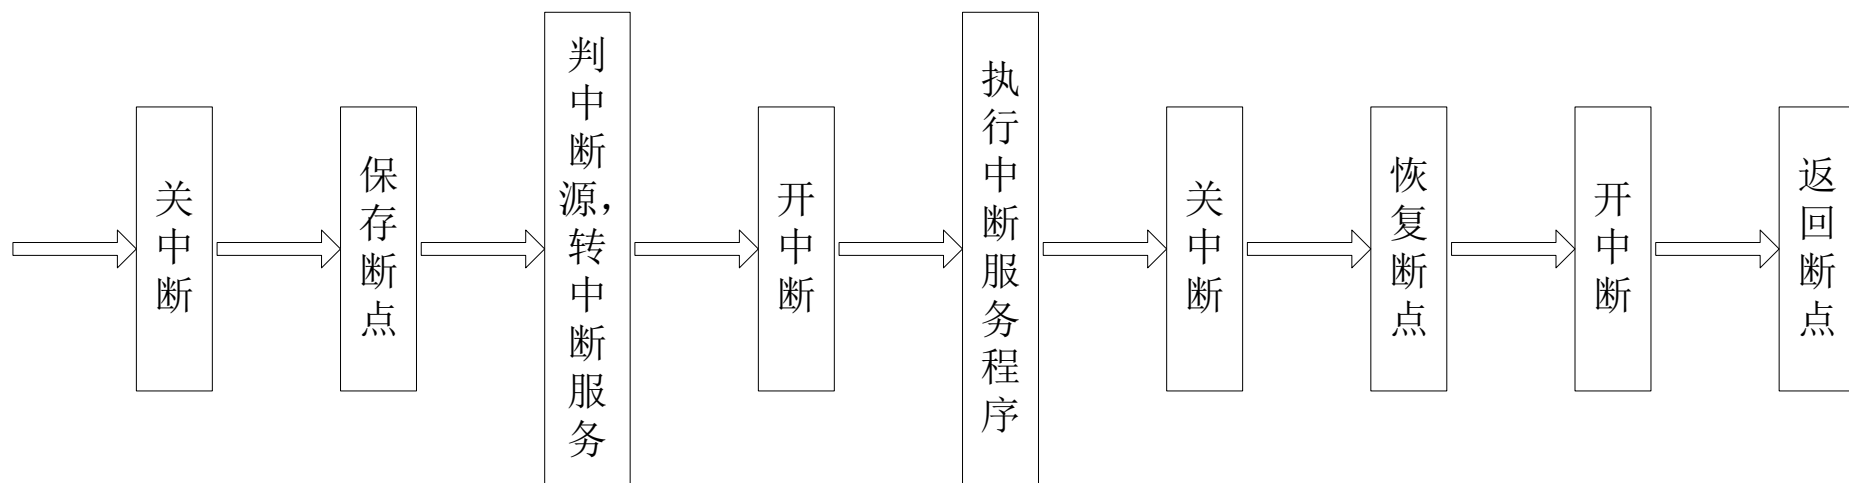 关中断
保存断点
判中断源，转中断服务
开中断
执行中断服务程序
关中断
恢复断点
开中断
返回断点